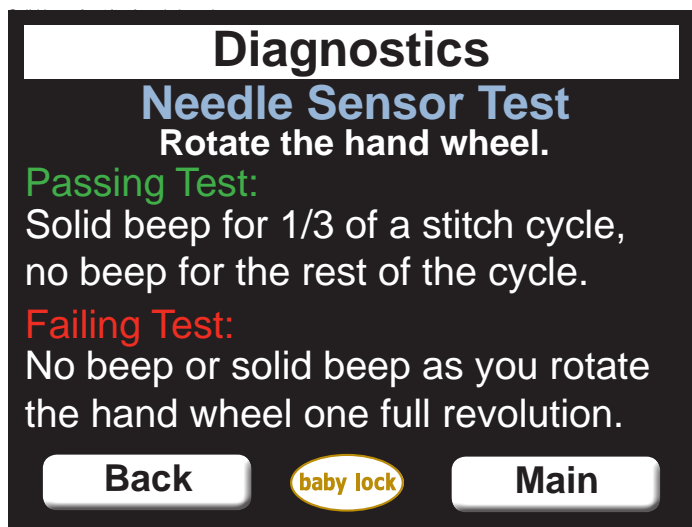 Diagnostics
Needle Sensor Test
Rotate the hand wheel.
Passing Test:
Solid beep for 1/3 of a stitch cycle,
no beep for the rest of the cycle.
Failing Test:
No beep or solid beep as you rotate
the hand wheel one full revolution.
Back
baby lock
Main